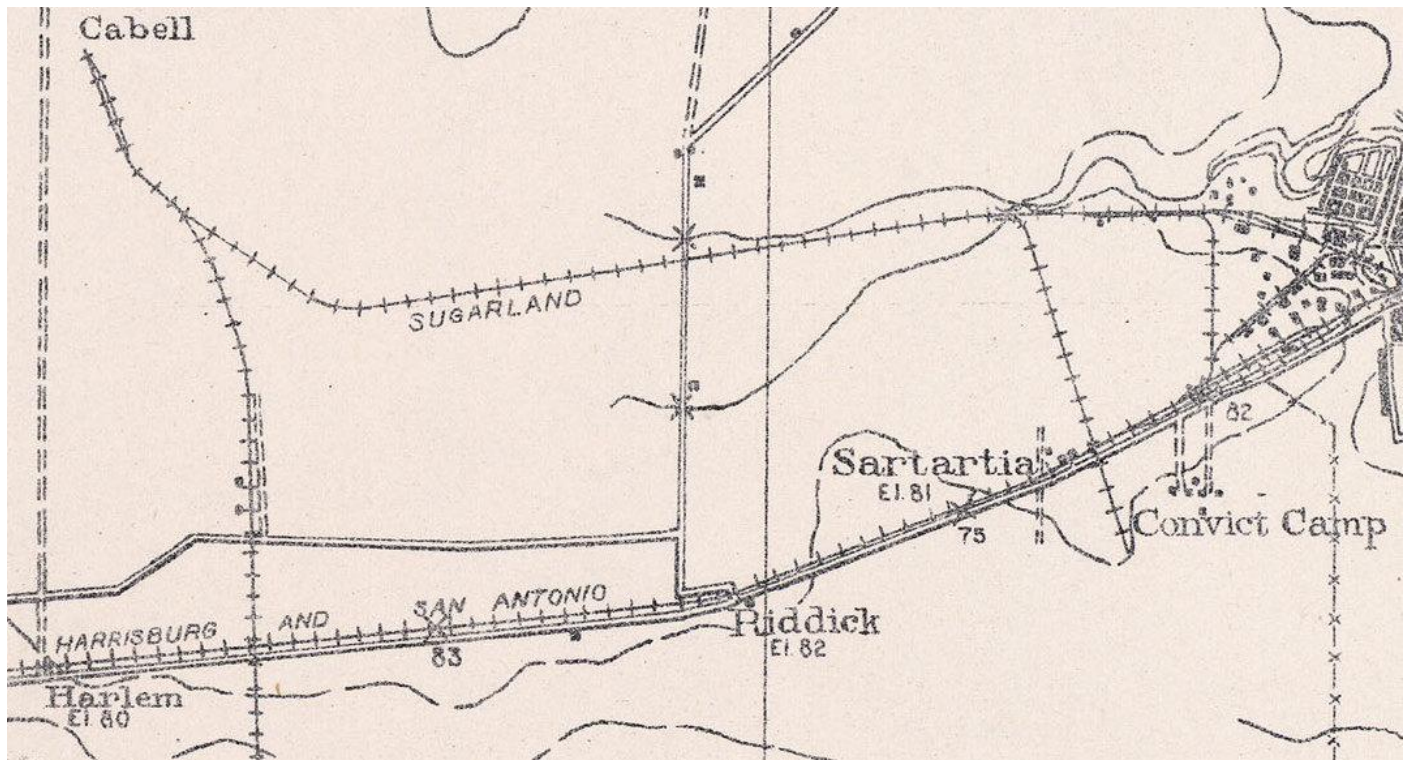 Cabell
SUGARLAND
82
Sartartia
El. 81
75
Convict Camp
HARRISBURG AND SAN ANTONIO
83
Riddick
El. 82
Harlem
El 80